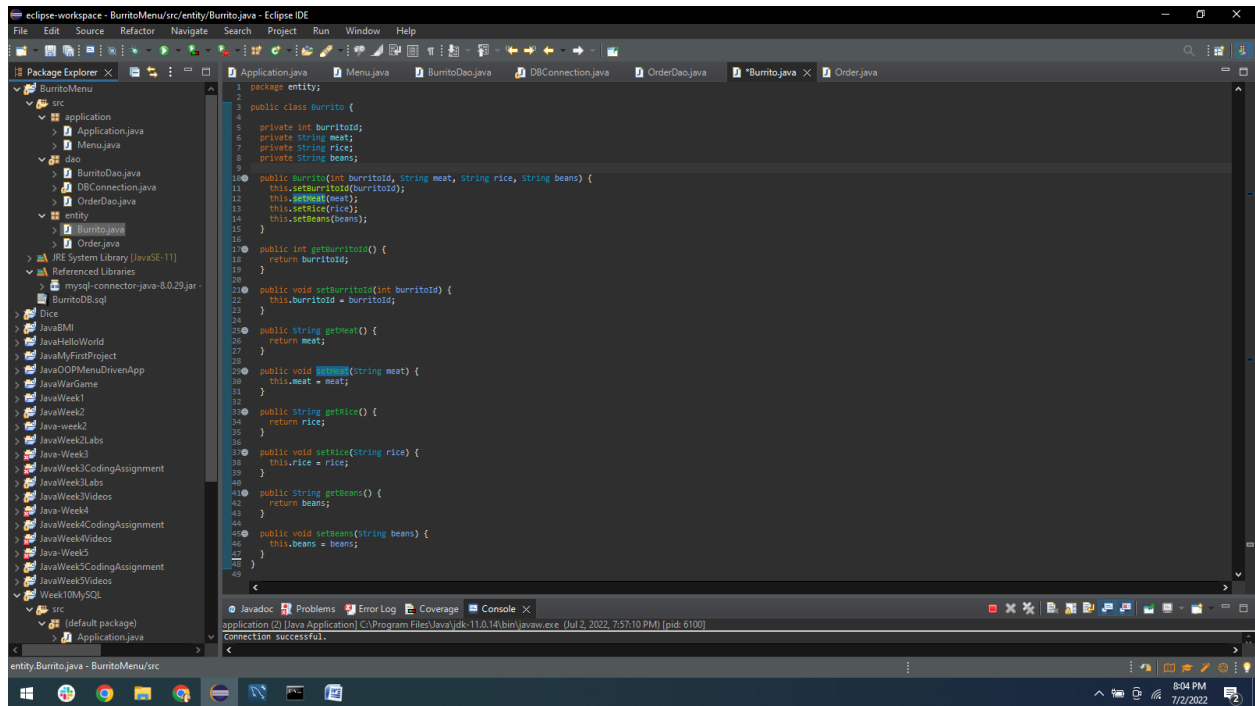 eclipse-workspace - BurritoMenu/src/entity/Burrito.java - Eclipse IDE
File Edit Source Refactor Navigate Search Project Run Window Help
Package Explorer
Application.java Menu.java BurritoDao.java DBConnection.java OrderDao.java *Burrito.java Order.java
BurritoMenu
src
application
Application.java
Menu.java
dao
BurritoDao.java
DBConnection.java
OrderDao.java
entity
Burrito.java
Order.java
JRE System Library [JavaSE-11]
Referenced Libraries
mysql-connector-java-8.0.29.jar -
BurritoDB.sql
Dice
JavaBMI
JavaHelloWorld
JavaMyFirstProject
JavaOOPMenuDrivenApp
JavaWarGame
JavaWeek1
JavaWeek2
Java-week2
JavaWeek2Labs
Java-Week3
JavaWeek3CodingAssignment
JavaWeek3Labs
JavaWeek3Videos
Java-Week4
JavaWeek4CodingAssignment
JavaWeek4Videos
Java-Week5
JavaWeek5CodingAssignment
JavaWeek5Videos
Week10MySQL
src
(default package)
Application.java
1 package entity;
2
3 public class Burrito {
4
5 private int burritoId;
6 private String meat;
7 private String rice;
8 private String beans;
9
10 public Burrito(int burritoId, String meat, String rice, String beans) {
11 this.setBurritoId(burritoId);
12 this.setMeat(meat);
13 this.setRice(rice);
14 this.setBeans(beans);
15 }
16
17 public int getBurritoId() {
18 return burritoId;
19 }
20
21 public void setBurritoId(int burritoId) {
22 this.burritoId = burritoId;
23 }
24
25 public String getMeat() {
26 return meat;
27 }
28
29 public void setMeat(String meat) {
30 this.meat = meat;
31 }
32
33 public String getRice() {
34 return rice;
35 }
36
37 public void setRice(String rice) {
38 this.rice = rice;
39 }
40
41 public String getBeans() {
42 return beans;
43 }
44
45 public void setBeans(String beans) {
46 this.beans = beans;
47 }
48 }
49
Javadoc Problems Error Log Coverage Console
application (2) [Java Application] C:\Program Files\Java\jdk-11.0.14\bin\javaw.exe (Jul 2, 2022, 7:57:10 PM) [pid: 6100]
Connection successful.
entity.Burrito.java - BurritoMenu/src
8:04 PM
7/2/2022
2